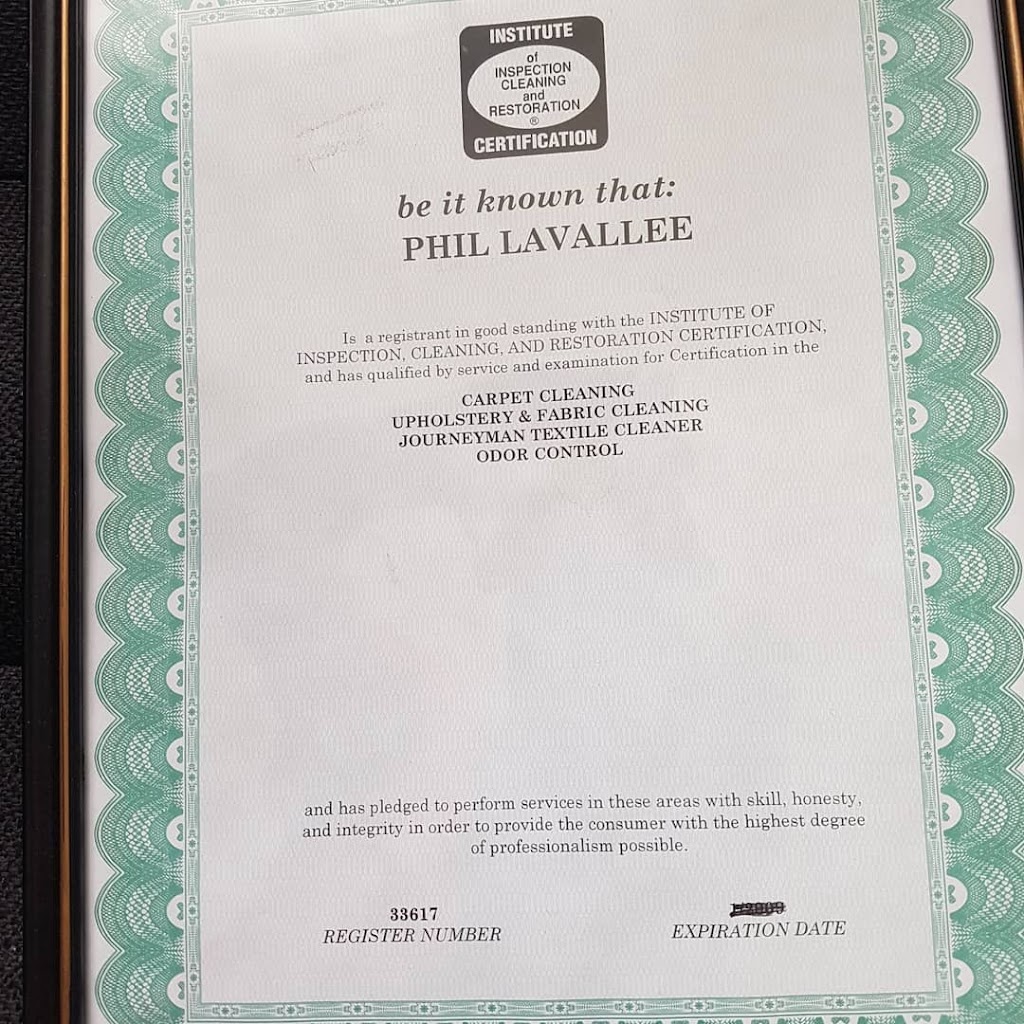 INSTITUTE
of
INSPECTION
CLEANING
and
RESTORATION
®
CERTIFICATION
be it known that:
PHIL LAVALLEE
Is a registrant in good standing with the INSTITUTE OF
INSPECTION, CLEANING, AND RESTORATION CERTIFICATION,
and has qualified by service and examination for Certification in the
CARPET CLEANING
UPHOLSTERY & FABRIC CLEANING
JOURNEYMAN TEXTILE CLEANER
ODOR CONTROL
and has pledged to perform services in these areas with skill, honesty,
and integrity in order to provide the consumer with the highest degree
of professionalism possible.
33617
REGISTER NUMBER
EXPIRATION DATE